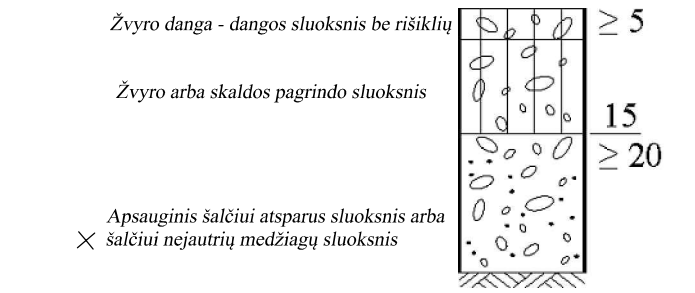 Žvyro danga - dangos sluoksnis be rišiklių ≥ 5
Žvyro arba skaldos pagrindo sluoksnis
15
≥ 20
Apsauginis šalčiui atsparus sluoksnis arba
šalčiui nejautrių medžiagų sluoksnis